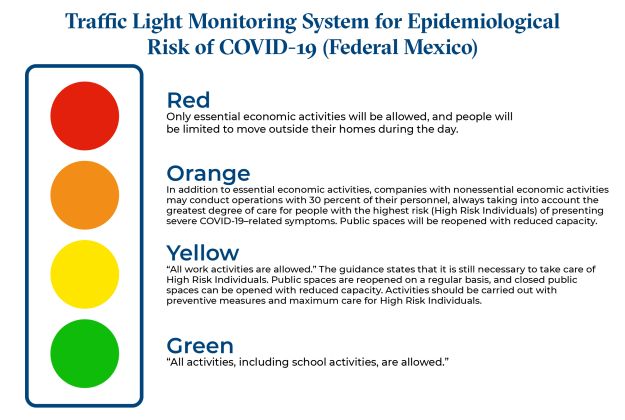 Traffic Light Monitoring System for Epidemiological
Risk of COVID-19 (Federal Mexico)
Red
Only essential economic activities will be allowed, and people will
be limited to move outside their homes during the day.
Orange
In addition to essential economic activities, companies with nonessential economic activities
may conduct operations with 30 percent of their personnel, always taking into account the
greatest degree of care for people with the highest risk (High Risk Individuals) of presenting
severe COVID-19–related symptoms. Public spaces will be reopened with reduced capacity.
Yellow
“All work activities are allowed.” The guidance states that it is still necessary to take care of
High Risk Individuals. Public spaces are reopened on a regular basis, and closed public
spaces can be opened with reduced capacity. Activities should be carried out with
preventive measures and maximum care for High Risk Individuals.
Green
“All activities, including school activities, are allowed.”